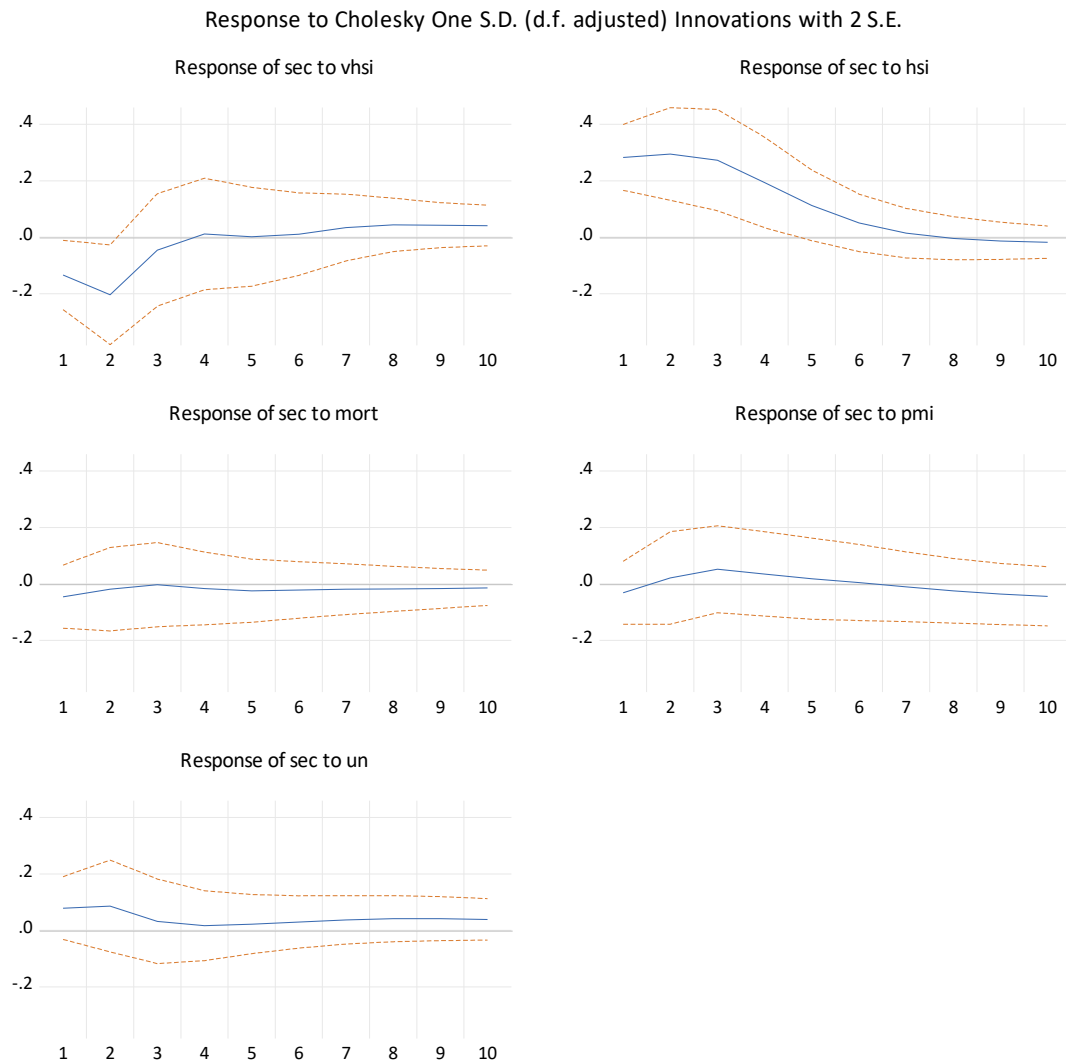 Response to Cholesky One S.D. (d.f. adjusted) Innovations with 2 S.E.
Response of sec to vhsi
.4
.2
.0
-.2
1 2 3 4 5 6 7 8 9 10
Response of sec to hsi
.4
.2
.0
-.2
1 2 3 4 5 6 7 8 9 10
Response of sec to mort
.4
.2
.0
-.2
1 2 3 4 5 6 7 8 9 10
Response of sec to pmi
.4
.2
.0
-.2
1 2 3 4 5 6 7 8 9 10
Response of sec to un
.4
.2
.0
-.2
1 2 3 4 5 6 7 8 9 10